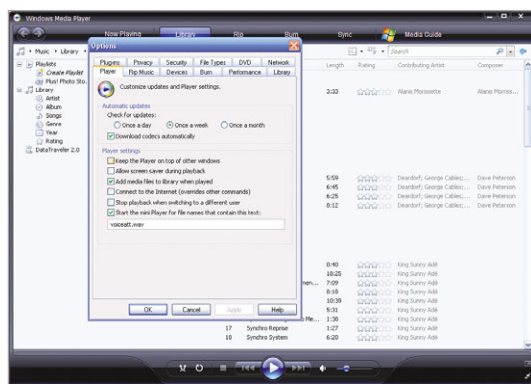 Windows Media Player
Now Playing Library Rip Burn Sync Media Guide
Music Library
Search
Playlists
Create Playlist
Plus! Photo Sto...
Library
Artist
Album
Songs
Genre
Year
Rating
DataTraveler 2.0
Options
Plug-ins Privacy Security File Types DVD Network
Player Rip Music Devices Burn Performance Library
Customize updates and Player settings.
Automatic updates
Check for updates:
Once a day Once a week Once a month
Download codecs automatically
Player settings
Keep the Player on top of other windows
Allow screen saver during playback
Add media files to library when played
Connect to the Internet (overrides other commands)
Stop playback when switching to a different user
Start the mini Player for file names that contain this text:
voiceatt.wav
OK Cancel Apply Help
Length Rating Contributing Artist Composer
3:33 Alanis Morissette Alanis Morriss...
5:59 Deardorf; George Cables;... Dave Peterson
6:45 Deardorf; George Cables;... Dave Peterson
6:25 Deardorf; George Cables;... Dave Peterson
8:12 Deardorf; George Cables;... Dave Peterson
0:40 King Sunny Adé
18:25 King Sunny Adé
men... 7:09 King Sunny Adé
8:18 King Sunny Adé
10:39 King Sunny Adé
5:31 King Sunny Adé
Me... 1:38 King Sunny Adé
17 Synchro Reprise 1:27 King Sunny Adé
18 Synchro System 6:20 King Sunny Adé